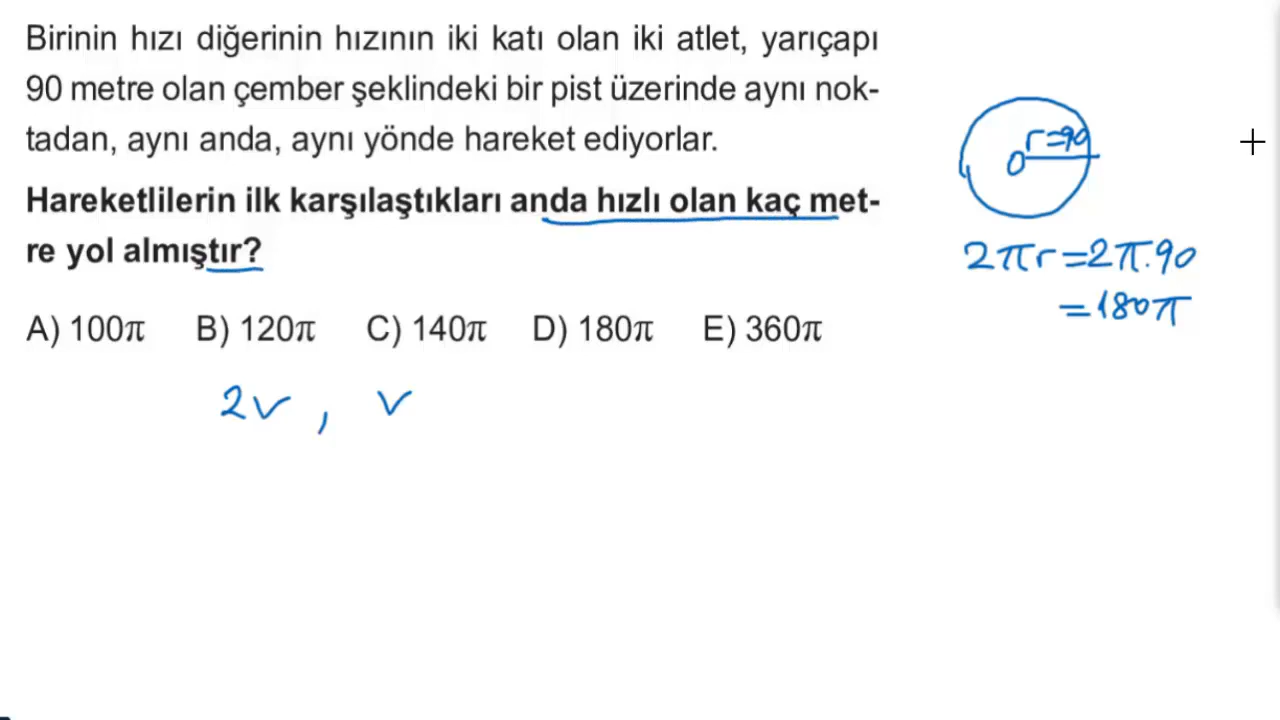 Birinin hızı diğerinin hızının iki katı olan iki atlet, yarıçapı
90 metre olan çember şeklindeki bir pist üzerinde aynı nok-
tadan, aynı anda, aynı yönde hareket ediyorlar.
Hareketlilerin ilk karşılaştıkları anda hızlı olan kaç met-
re yol almıştır?
A) 100π B) 120π C) 140π D) 180π E) 360π
2v , v
r=90
O
2πr=2π.90
=180π